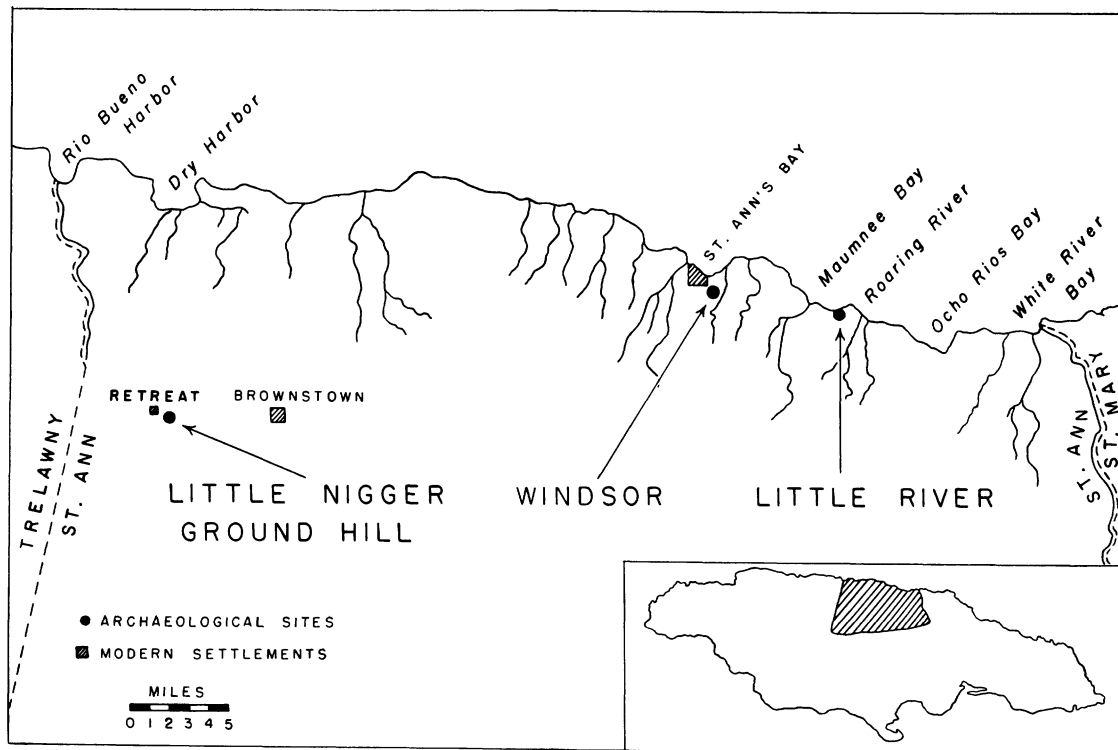 Rio Bueno
Harbor
Dry Harbor
ST. ANN'S BAY
Maumnee Bay
Roaring River
Ocho Rios Bay
White River
Bay
RETREAT
BROWNSTOWN
TRELAWNY
ST. ANN
ST. ANN
ST. MARY
LITTLE NIGGER
GROUND HILL
WINDSOR
LITTLE RIVER
ARCHAEOLOGICAL SITES
MODERN SETTLEMENTS
MILES
0 1 2 3 4 5